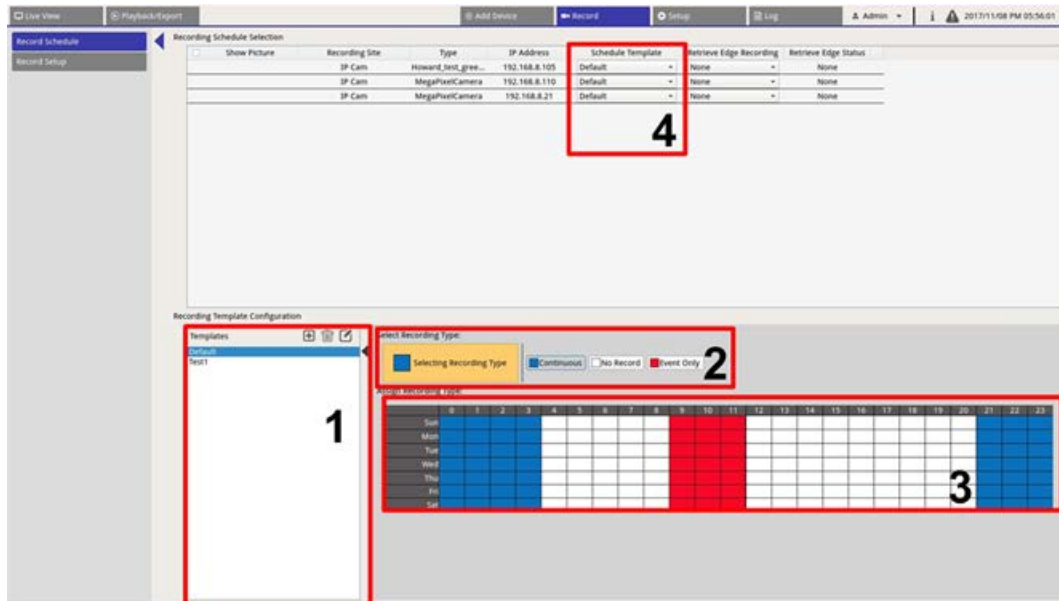 Live View Playback/Export Add Device Record Setup Log Admin i 2017/11/08 PM 05:56:01
Record Schedule
Record Setup
Recording Schedule Selection
Show Picture Recording Site Type IP Address Schedule Template Retrieve Edge Recording Retrieve Edge Status
IP Cam Howard_test_gree... 192.168.8.105 Default None None
IP Cam MegaPixelCamera 192.168.8.110 Default None None
IP Cam MegaPixelCamera 192.168.8.21 Default None None
4
Recording Template Configuration
Templates
Default
Test1
1
Select Recording Type:
Selecting Recording Type Continuous No Record Event Only
2
Assign Recording Type:
0 1 2 3 4 5 6 7 8 9 10 11 12 13 14 15 16 17 18 19 20 21 22 23
Sun
Mon
Tue
Wed
Thu
Fri
Sat
3